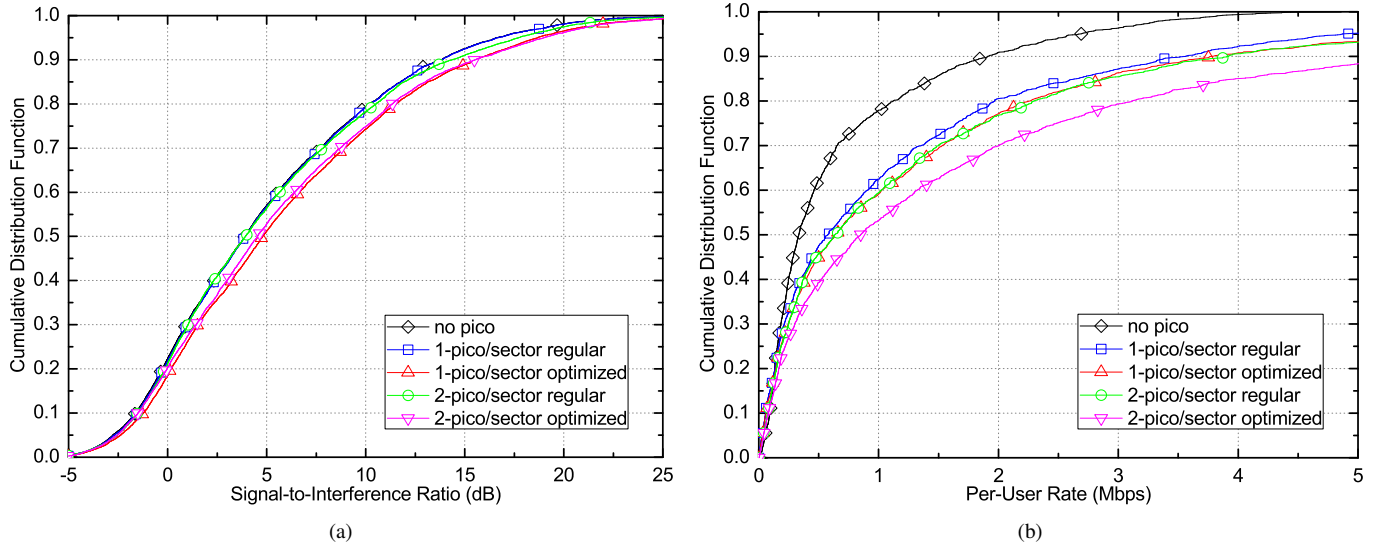 1.0
0.9
0.8
0.7
0.6
0.5
0.4
0.3
0.2
0.1
0.0
Cumulative Distribution Function
-5 0 5 10 15 20 25
Signal-to-Interference Ratio (dB)
no pico
1-pico/sector regular
1-pico/sector optimized
2-pico/sector regular
2-pico/sector optimized
(a)
1.0
0.9
0.8
0.7
0.6
0.5
0.4
0.3
0.2
0.1
0.0
Cumulative Distribution Function
0 1 2 3 4 5
Per-User Rate (Mbps)
no pico
1-pico/sector regular
1-pico/sector optimized
2-pico/sector regular
2-pico/sector optimized
(b)